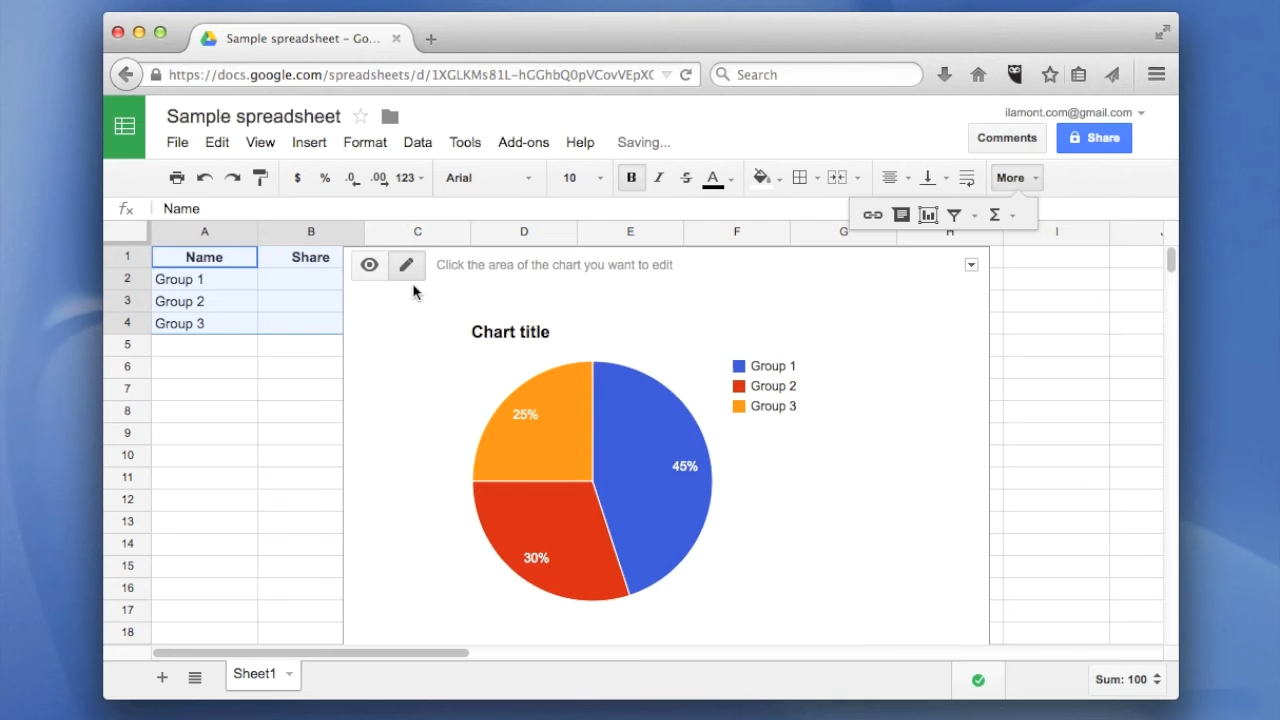 Sample spreadsheet – Go...
https://docs.google.com/spreadsheets/d/1XGLKMs81L-hGGhbQ0pVCovVEpXC
Search
Sample spreadsheet
ilamont.com@gmail.com
File Edit View Insert Format Data Tools Add-ons Help Saving...
Comments Share
$ % .0 .00 123 Arial 10 B I S A More
fx Name
A B C D E F G H I J
1 Name Share
Click the area of the chart you want to edit
2 Group 1
3 Group 2
4 Group 3
Chart title
5
6
7
8
9
10
11
12
13
14
15
16
17
18
Group 1
Group 2
Group 3
25%
45%
30%
Sheet1
Sum: 100